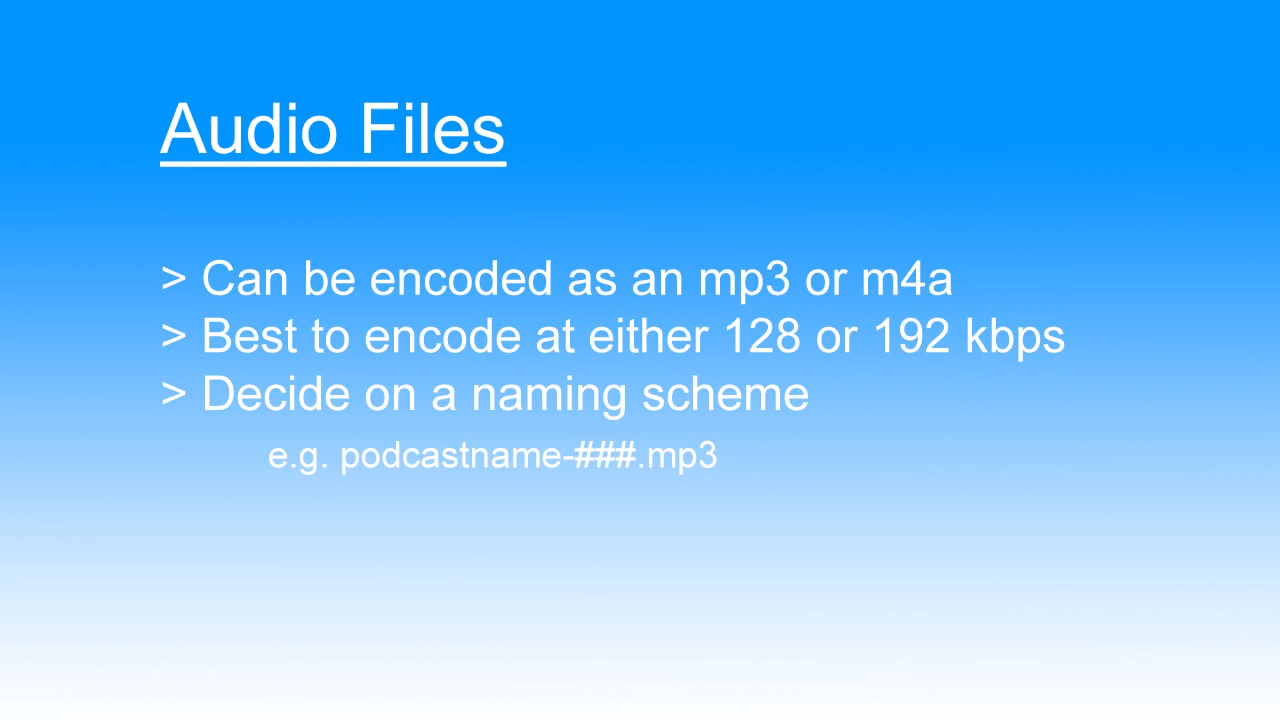 Audio Files
> Can be encoded as an mp3 or m4a
> Best to encode at either 128 or 192 kbps
> Decide on a naming scheme
e.g. podcastname-###.mp3